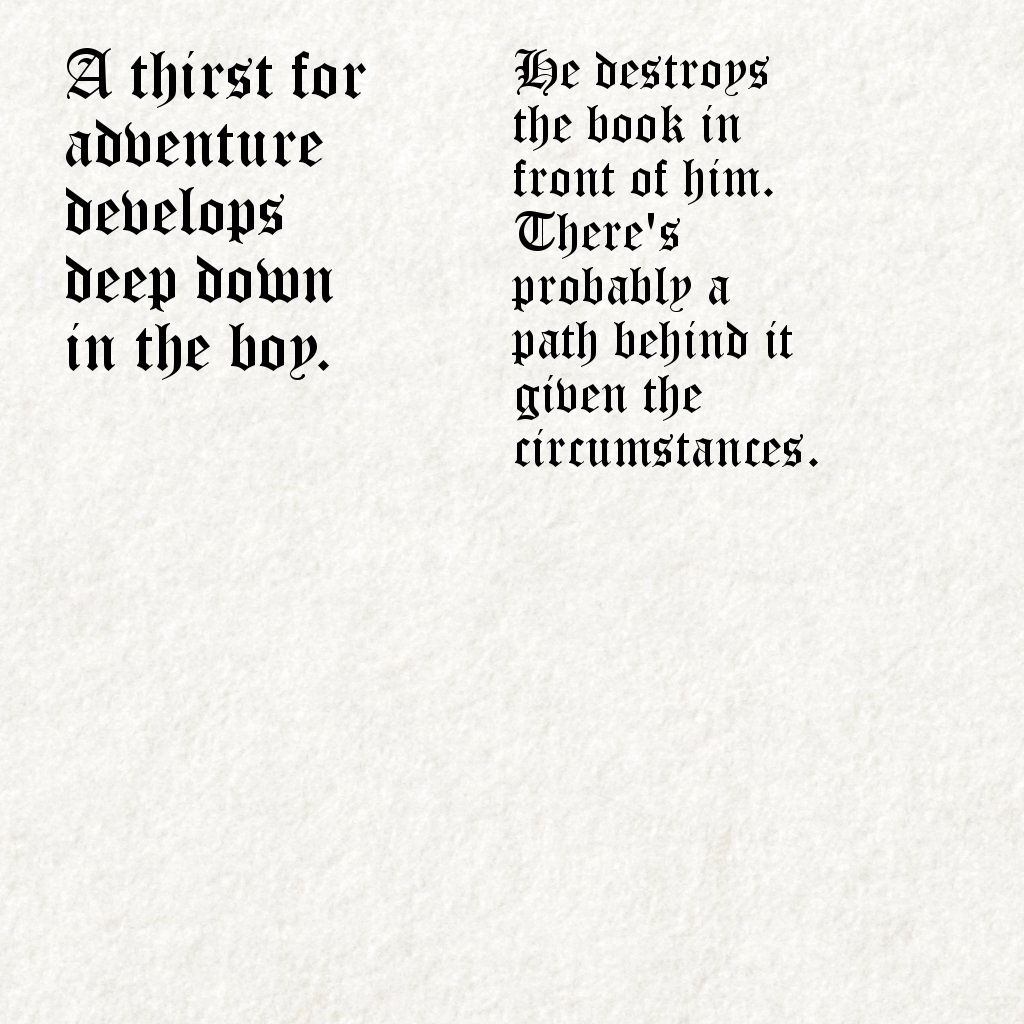 A thirst for
adventure
develops
deep down
in the boy.
He destroys
the book in
front of him.
There's
probably a
path behind it
given the
circumstances.